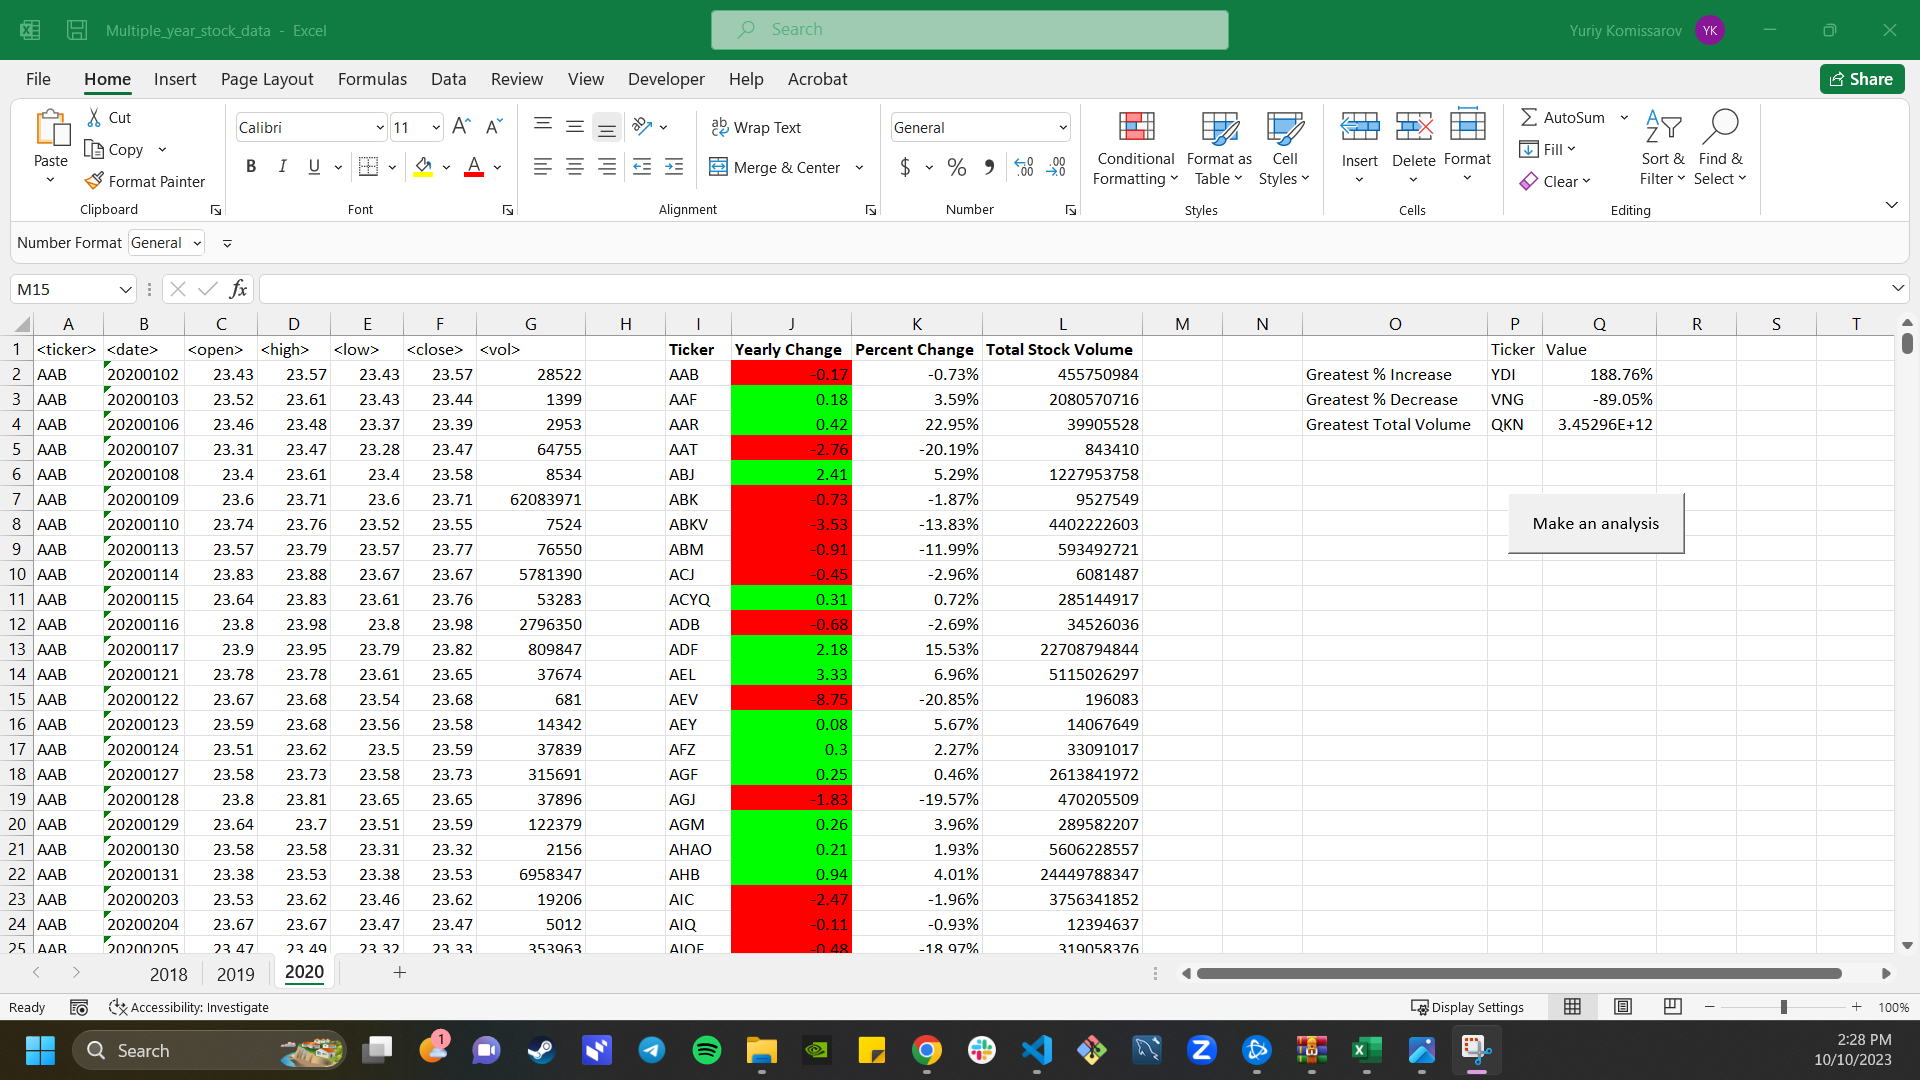 Multiple_year_stock_data - Excel
Search
Yuriy Komissarov YK
File Home Insert Page Layout Formulas Data Review View Developer Help Acrobat Share
Paste Cut Copy Format Painter Clipboard
Calibri 11 B I U A Font
Wrap Text Merge & Center Alignment
General $ % Number
Conditional Formatting Format as Table Cell Styles Styles
Insert Delete Format Cells
AutoSum Fill Clear Sort & Filter Find & Select Editing
Number Format General
M15 fx
A B C D E F G H I J K L M N O P Q R S T
1 <ticker> <date> <open> <high> <low> <close> <vol> Ticker Yearly Change Percent Change Total Stock Volume Ticker Value
2 AAB 20200102 23.43 23.57 23.43 23.57 28522 AAB -0.17 -0.73% 455750984 Greatest % Increase YDI 188.76%
3 AAB 20200103 23.52 23.61 23.43 23.44 1399 AAF 0.18 3.59% 2080570716 Greatest % Decrease VNG -89.05%
4 AAB 20200106 23.46 23.48 23.37 23.39 2953 AAR 0.42 22.95% 39905528 Greatest Total Volume QKN 3.45296E+12
5 AAB 20200107 23.31 23.47 23.28 23.47 64755 AAT -2.76 -20.19% 843410
6 AAB 20200108 23.4 23.61 23.4 23.58 8534 ABJ 2.41 5.29% 1227953758
7 AAB 20200109 23.6 23.71 23.6 23.71 62083971 ABK -0.73 -1.87% 9527549
8 AAB 20200110 23.74 23.76 23.52 23.55 7524 ABKV -3.53 -13.83% 4402222603 Make an analysis
9 AAB 20200113 23.57 23.79 23.57 23.77 76550 ABM -0.91 -11.99% 593492721
10 AAB 20200114 23.83 23.88 23.67 23.67 5781390 ACJ -0.45 -2.96% 6081487
11 AAB 20200115 23.64 23.83 23.61 23.76 53283 ACYQ 0.31 0.72% 285144917
12 AAB 20200116 23.8 23.98 23.8 23.98 2796350 ADB -0.68 -2.69% 34526036
13 AAB 20200117 23.9 23.95 23.79 23.82 809847 ADF 2.18 15.53% 22708794844
14 AAB 20200121 23.78 23.78 23.61 23.65 37674 AEL 3.33 6.96% 5115026297
15 AAB 20200122 23.67 23.68 23.54 23.68 681 AEV -8.75 -20.85% 196083
16 AAB 20200123 23.59 23.68 23.56 23.58 14342 AEY 0.08 5.67% 14067649
17 AAB 20200124 23.51 23.62 23.5 23.59 37839 AFZ 0.3 2.27% 33091017
18 AAB 20200127 23.58 23.73 23.58 23.73 315691 AGF 0.25 0.46% 2613841972
19 AAB 20200128 23.8 23.81 23.65 23.65 37896 AGJ -1.83 -19.57% 470205509
20 AAB 20200129 23.64 23.7 23.51 23.59 122379 AGM 0.26 3.96% 289582207
21 AAB 20200130 23.58 23.58 23.31 23.32 2156 AHAO 0.21 1.93% 5606228557
22 AAB 20200131 23.38 23.53 23.38 23.53 6958347 AHB 0.94 4.01% 24449788347
23 AAB 20200203 23.53 23.62 23.46 23.62 19206 AIC -2.47 -1.96% 3756341852
24 AAB 20200204 23.67 23.67 23.47 23.47 5012 AIQ -0.11 -0.93% 12394637
25 AAB 20200205 23.47 23.49 23.32 23.33 353963 -0.48 -18.97% 319058376
2018 2019 2020
Ready Accessibility: Investigate Display Settings 100%
Search 1 2:28 PM
10/10/2023